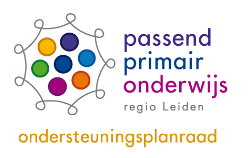 passend
primair
onderwijs
regio Leiden
ondersteuningsplanraad